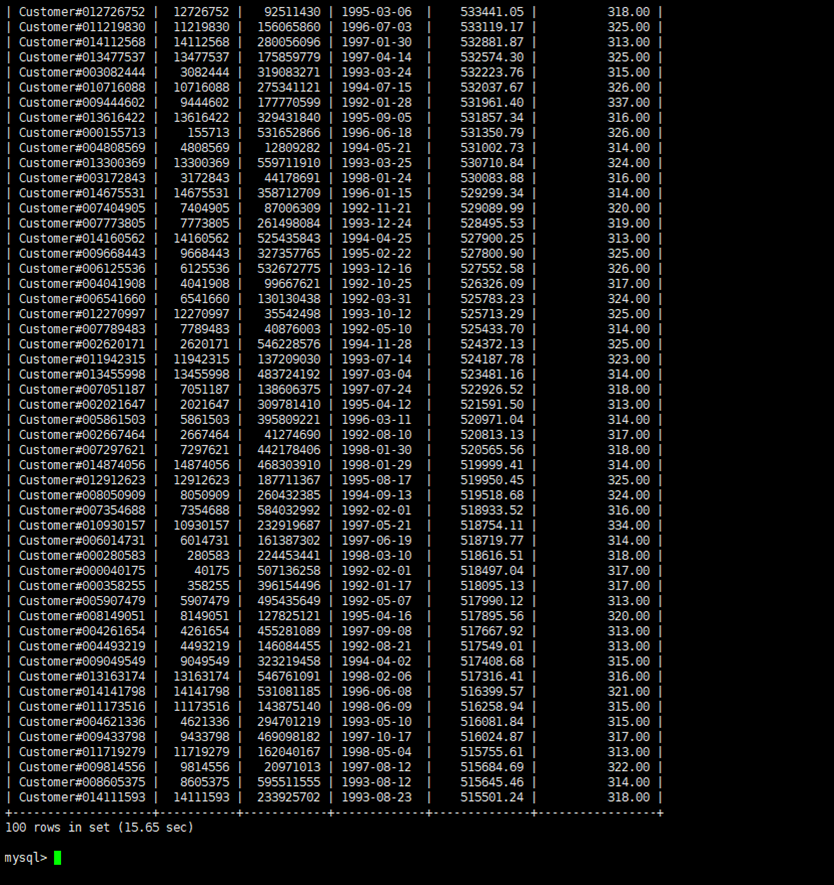 | Customer#012726752 | 12726752 | 92511430 | 1995-03-06 | 533441.05 | 318.00 |
| Customer#011219830 | 11219830 | 156065860 | 1996-07-03 | 533119.17 | 325.00 |
| Customer#014112568 | 14112568 | 280056096 | 1997-01-30 | 532881.87 | 313.00 |
| Customer#013477537 | 13477537 | 175859779 | 1997-04-14 | 532574.30 | 325.00 |
| Customer#003082444 | 3082444 | 319083271 | 1993-03-24 | 532223.76 | 315.00 |
| Customer#010716088 | 10716088 | 275341121 | 1994-07-15 | 532037.67 | 326.00 |
| Customer#009444602 | 9444602 | 177770599 | 1992-01-28 | 531961.40 | 337.00 |
| Customer#013616422 | 13616422 | 329431840 | 1995-09-05 | 531857.34 | 316.00 |
| Customer#000155713 | 155713 | 531652866 | 1996-06-18 | 531350.79 | 326.00 |
| Customer#004808569 | 4808569 | 12809282 | 1994-05-21 | 531002.73 | 314.00 |
| Customer#013300369 | 13300369 | 559711910 | 1993-03-25 | 530710.84 | 324.00 |
| Customer#003172843 | 3172843 | 44178691 | 1998-01-24 | 530083.88 | 316.00 |
| Customer#014675531 | 14675531 | 358712709 | 1996-01-15 | 529299.34 | 314.00 |
| Customer#007404905 | 7404905 | 87006309 | 1992-11-21 | 529089.99 | 320.00 |
| Customer#007773805 | 7773805 | 261498084 | 1993-12-24 | 528495.53 | 319.00 |
| Customer#014160562 | 14160562 | 525435843 | 1994-04-25 | 527900.25 | 313.00 |
| Customer#009668443 | 9668443 | 327357765 | 1995-02-22 | 527800.90 | 325.00 |
| Customer#006125536 | 6125536 | 532672775 | 1993-12-16 | 527552.58 | 326.00 |
| Customer#004041908 | 4041908 | 99667621 | 1992-10-25 | 526326.09 | 317.00 |
| Customer#006541660 | 6541660 | 130130438 | 1992-03-31 | 525783.23 | 324.00 |
| Customer#012270997 | 12270997 | 35542498 | 1993-10-12 | 525713.29 | 325.00 |
| Customer#007789483 | 7789483 | 40876003 | 1992-05-10 | 525433.70 | 314.00 |
| Customer#002620171 | 2620171 | 546228576 | 1994-11-28 | 524372.13 | 325.00 |
| Customer#011942315 | 11942315 | 137209030 | 1993-07-14 | 524187.78 | 323.00 |
| Customer#013455998 | 13455998 | 483724192 | 1997-03-04 | 523481.16 | 314.00 |
| Customer#007051187 | 7051187 | 138606375 | 1997-07-24 | 522926.52 | 318.00 |
| Customer#002021647 | 2021647 | 309781410 | 1995-04-12 | 521591.50 | 313.00 |
| Customer#005861503 | 5861503 | 395809221 | 1996-03-11 | 520971.04 | 314.00 |
| Customer#002667464 | 2667464 | 41274690 | 1992-08-10 | 520813.13 | 317.00 |
| Customer#007297621 | 7297621 | 442178406 | 1998-01-30 | 520565.56 | 318.00 |
| Customer#014874056 | 14874056 | 468303910 | 1998-01-29 | 519999.41 | 314.00 |
| Customer#012912623 | 12912623 | 187711367 | 1995-08-17 | 519950.45 | 325.00 |
| Customer#008050909 | 8050909 | 260432385 | 1994-09-13 | 519518.68 | 324.00 |
| Customer#007354688 | 7354688 | 584032992 | 1992-02-01 | 518933.52 | 316.00 |
| Customer#010930157 | 10930157 | 232919687 | 1997-05-21 | 518754.11 | 334.00 |
| Customer#006014731 | 6014731 | 161387302 | 1997-06-19 | 518719.77 | 314.00 |
| Customer#000280583 | 280583 | 224453441 | 1998-03-10 | 518616.51 | 318.00 |
| Customer#000040175 | 40175 | 507136258 | 1992-02-01 | 518497.04 | 317.00 |
| Customer#000358255 | 358255 | 396154496 | 1992-01-17 | 518095.13 | 317.00 |
| Customer#005907479 | 5907479 | 495435649 | 1992-05-07 | 517990.12 | 313.00 |
| Customer#008149051 | 8149051 | 127825121 | 1995-04-16 | 517895.56 | 320.00 |
| Customer#004261654 | 4261654 | 455281089 | 1997-09-08 | 517667.92 | 313.00 |
| Customer#004493219 | 4493219 | 146084455 | 1992-08-21 | 517549.01 | 313.00 |
| Customer#009049549 | 9049549 | 323219458 | 1994-04-02 | 517408.68 | 315.00 |
| Customer#013163174 | 13163174 | 546761091 | 1998-02-06 | 517316.41 | 316.00 |
| Customer#014141798 | 14141798 | 531081185 | 1996-06-08 | 516399.57 | 321.00 |
| Customer#011173516 | 11173516 | 143875140 | 1998-06-09 | 516258.94 | 315.00 |
| Customer#004621336 | 4621336 | 294701219 | 1993-05-10 | 516081.84 | 315.00 |
| Customer#009433798 | 9433798 | 469098182 | 1997-10-17 | 516024.87 | 317.00 |
| Customer#011719279 | 11719279 | 162040167 | 1998-05-04 | 515755.61 | 313.00 |
| Customer#009814556 | 9814556 | 20971013 | 1997-08-12 | 515684.69 | 322.00 |
| Customer#008605375 | 8605375 | 595511555 | 1993-08-12 | 515645.46 | 314.00 |
| Customer#014111593 | 14111593 | 233925702 | 1993-08-23 | 515501.24 | 318.00 |
+--------------------+----------+-----------+------------+-------------+----------------+
100 rows in set (15.65 sec)
mysql>